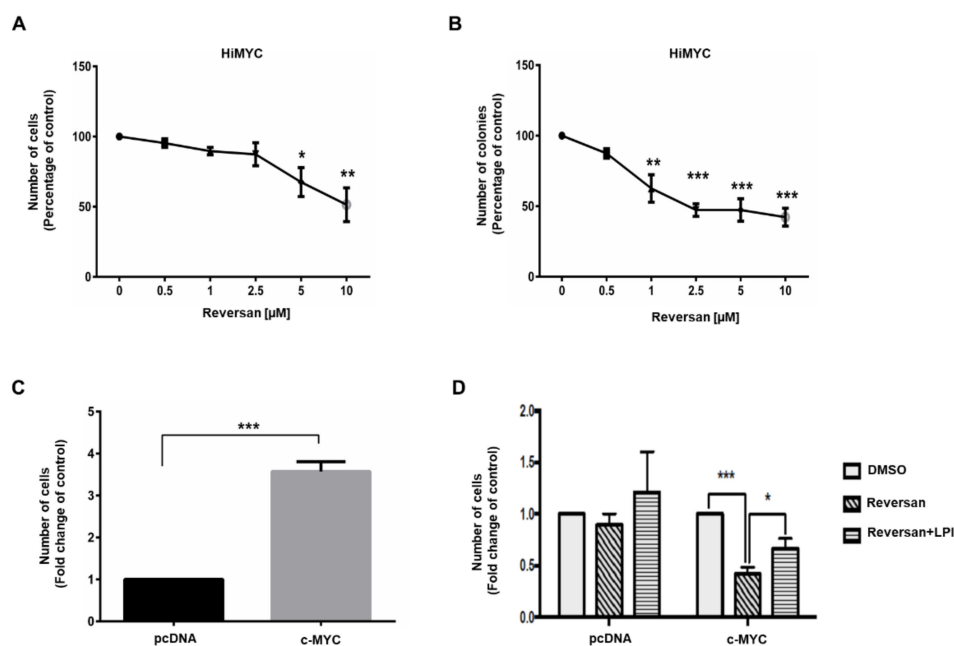 A
HiMYC
Number of cells
(Percentage of control)
150
100
50
0
*
**
0 0.5 1 2.5 5 10
Reversan [µM]
B
HiMYC
Number of colonies
(Percentage of control)
150
100
50
0
**
***
***
***
0 0.5 1 2.5 5 10
Reversan [µM]
C
Number of cells
(Fold change of control)
5
4
3
2
1
0
***
pcDNA c-MYC
D
Number of cells
(Fold change of control)
2.0
1.5
1.0
0.5
0.0
***
*
pcDNA c-MYC
DMSO
Reversan
Reversan+LPI